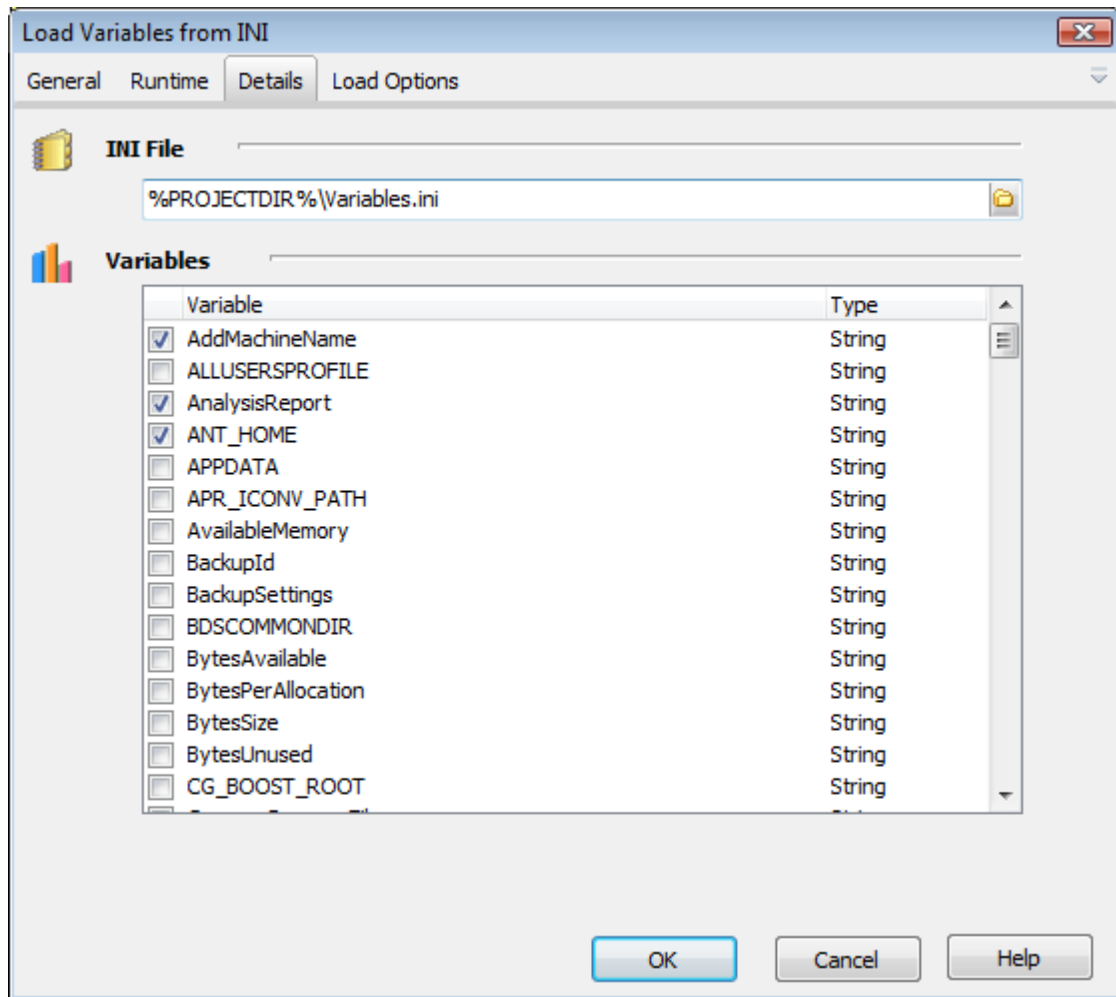 Load Variables from INI
General Runtime Details Load Options
INI File
%PROJECTDIR%\Variables.ini
Variables
Variable Type
AddMachineName String
ALLUSERSPROFILE String
AnalysisReport String
ANT_HOME String
APPDATA String
APR_ICONV_PATH String
AvailableMemory String
BackupId String
BackupSettings String
BDSCOMMONDIR String
BytesAvailable String
BytesPerAllocation String
BytesSize String
BytesUnused String
CG_BOOST_ROOT String
OK Cancel Help